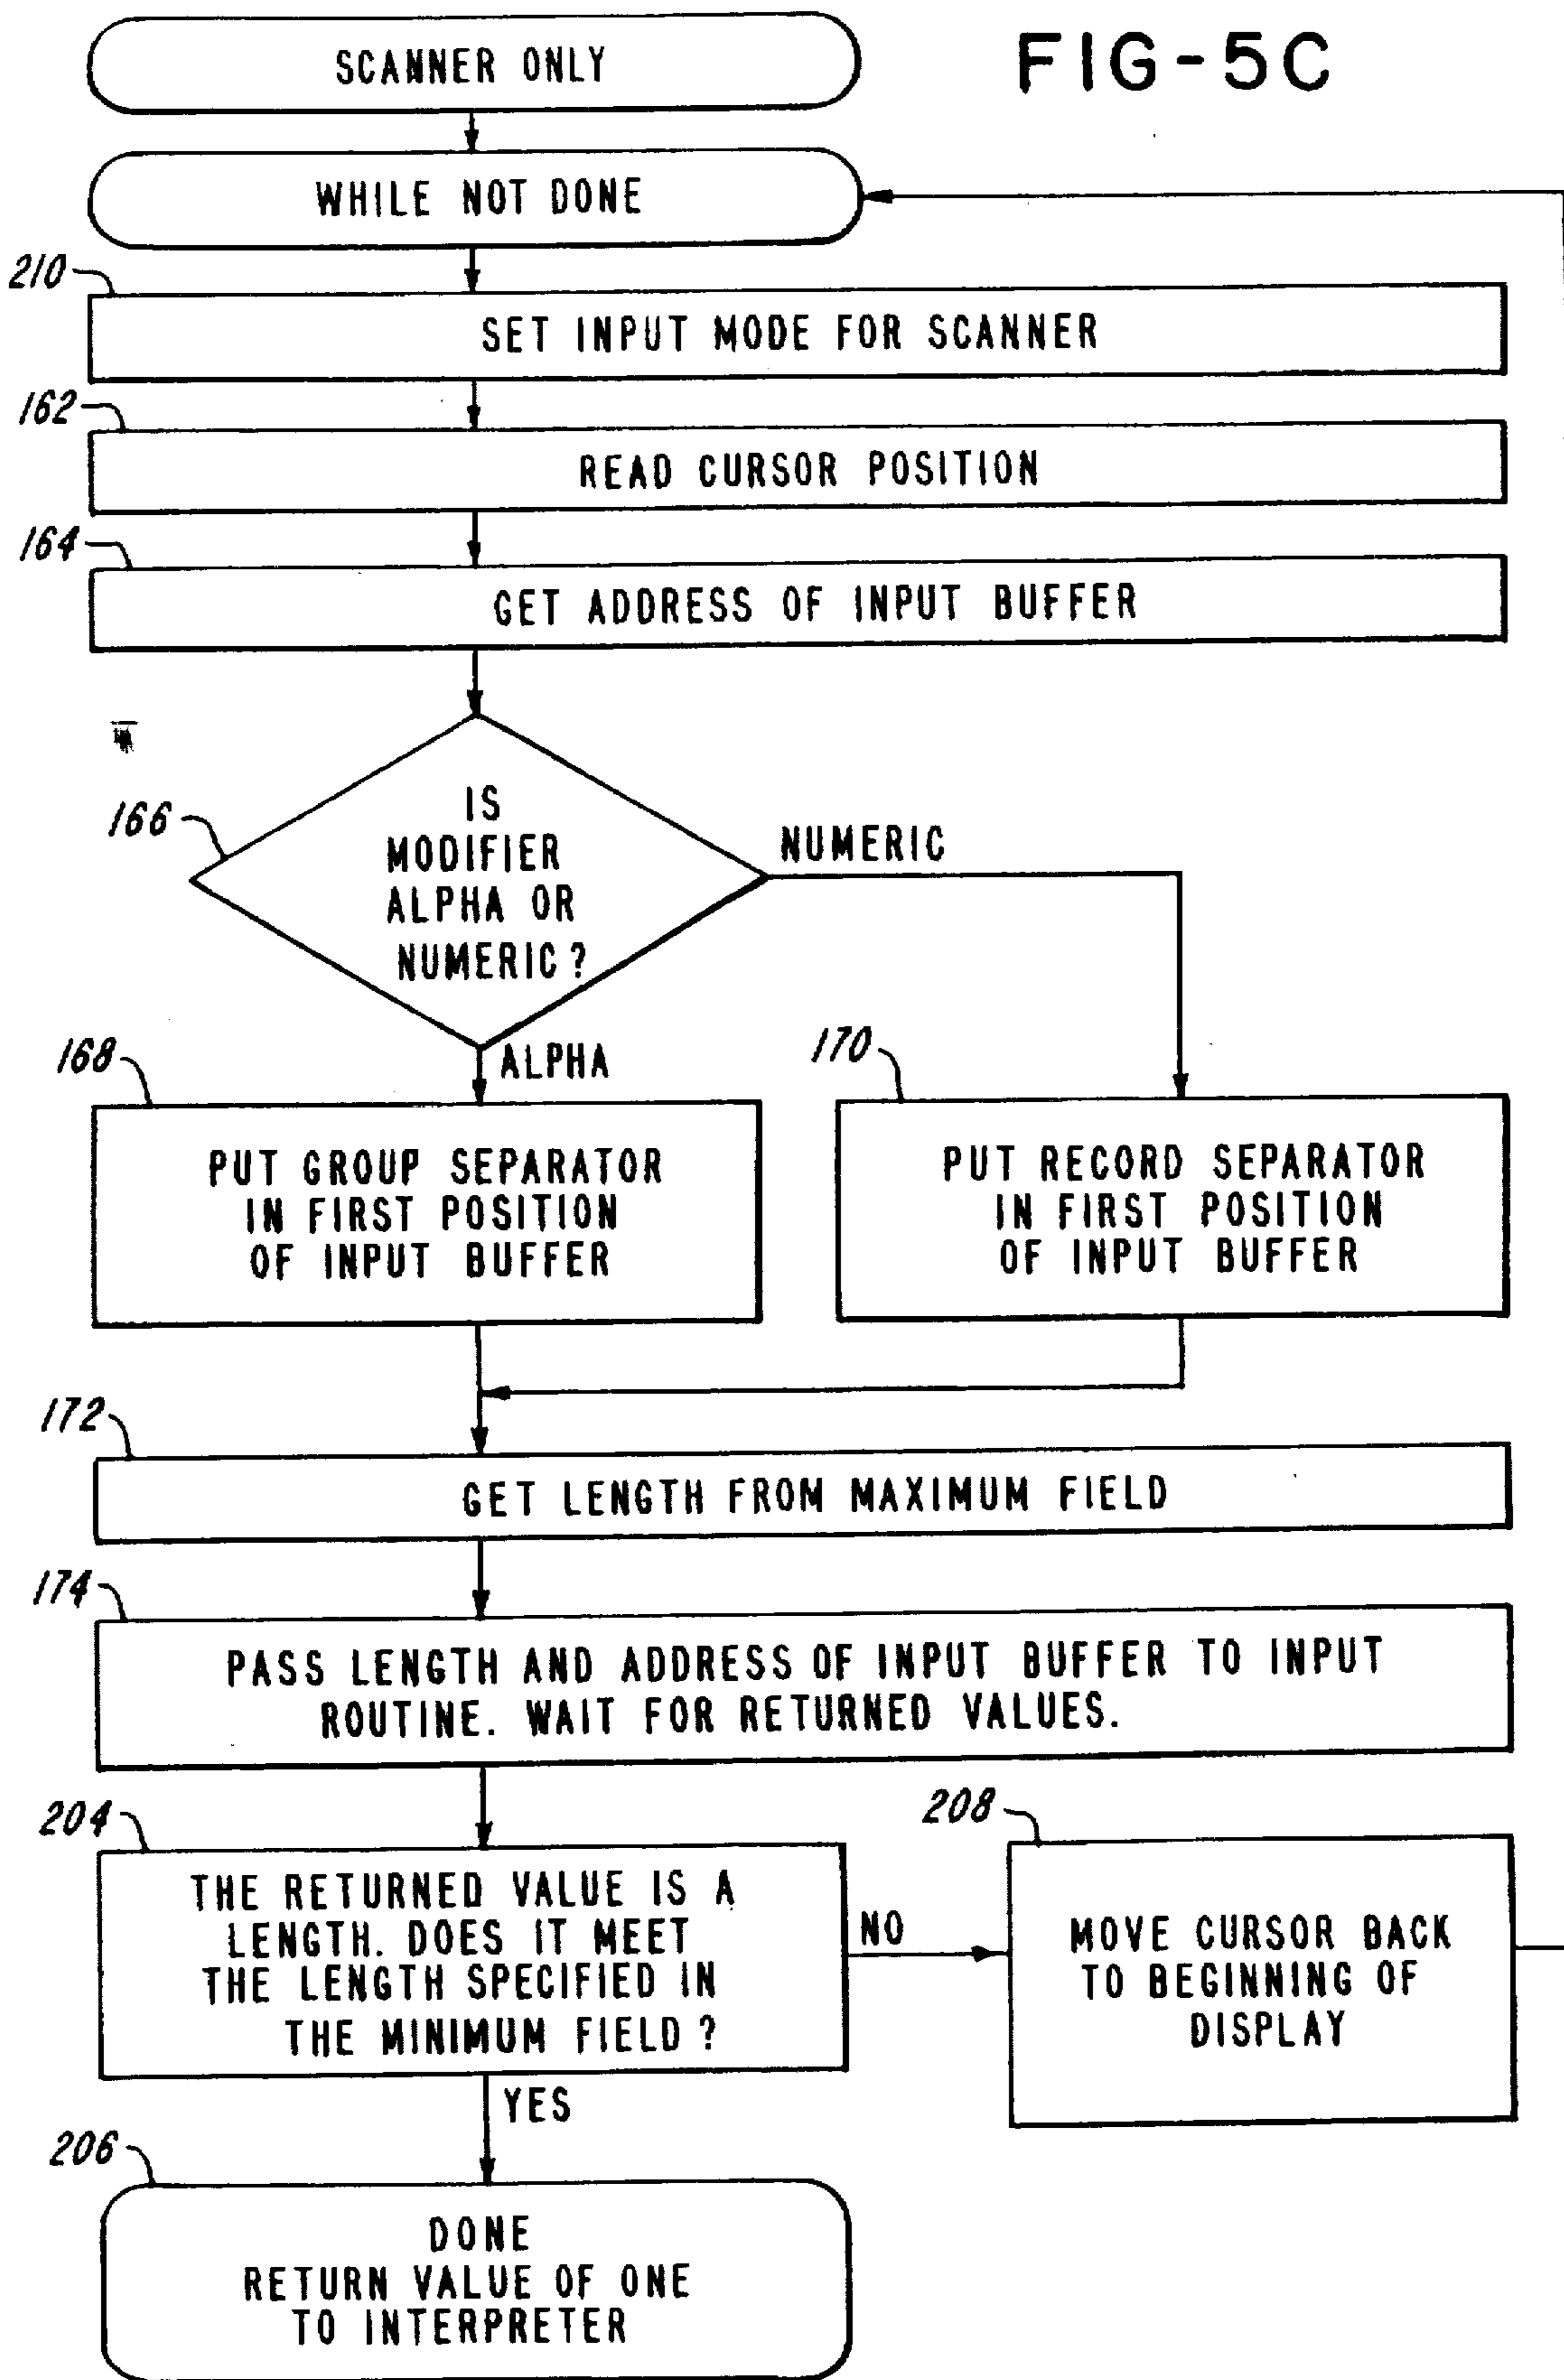 FIG-5C
SCANNER ONLY
WHILE NOT DONE
210
SET INPUT MODE FOR SCANNER
162
READ CURSOR POSITION
164
GET ADDRESS OF INPUT BUFFER
166
IS
MODIFIER
ALPHA OR
NUMERIC?
NUMERIC
ALPHA
168
PUT GROUP SEPARATOR
IN FIRST POSITION
OF INPUT BUFFER
170
PUT RECORD SEPARATOR
IN FIRST POSITION
OF INPUT BUFFER
172
GET LENGTH FROM MAXIMUM FIELD
174
PASS LENGTH AND ADDRESS OF INPUT BUFFER TO INPUT
ROUTINE. WAIT FOR RETURNED VALUES.
204
THE RETURNED VALUE IS A
LENGTH. DOES IT MEET
THE LENGTH SPECIFIED IN
THE MINIMUM FIELD?
NO
208
MOVE CURSOR BACK
TO BEGINNING OF
DISPLAY
YES
206
DONE
RETURN VALUE OF ONE
TO INTERPRETER